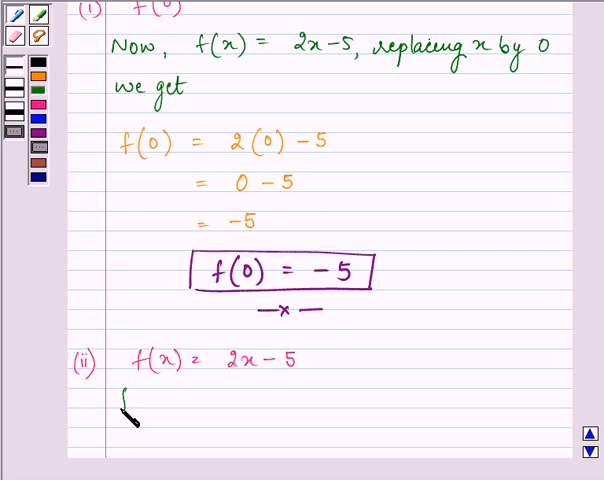 (i) f(0)
Now, f(x) = 2x-5, replacing x by 0
we get
f(0) = 2(0) - 5
= 0 - 5
= -5
f(0) = -5
—x—
(ii) f(x) = 2x - 5